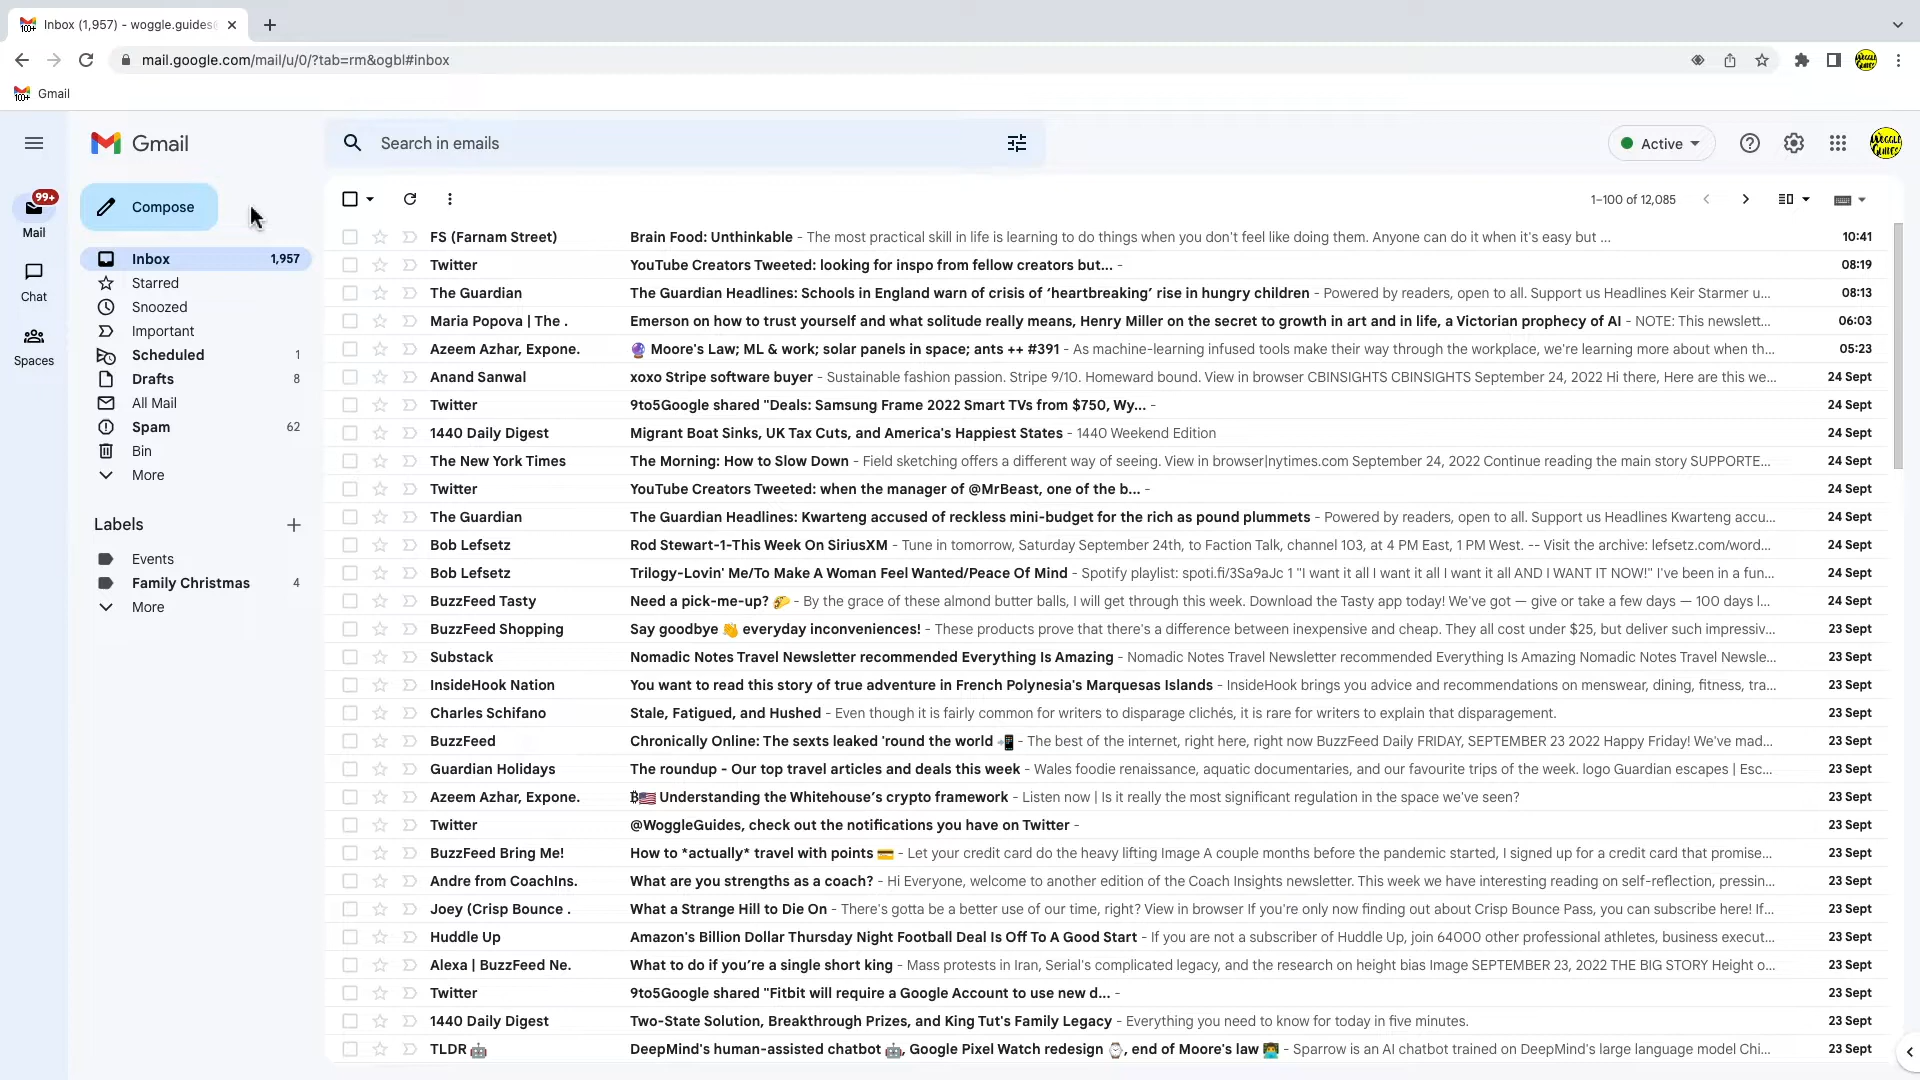 Inbox (1,957) - woggle.guides
mail.google.com/mail/u/0/?tab=rm&ogbl#inbox
100+ Gmail
Gmail
Search in emails
Active
WOGGLE GUIDES
99+
Mail
Chat
Spaces
Compose
Inbox 1,957
Starred
Snoozed
Important
Scheduled 1
Drafts 8
All Mail
Spam 62
Bin
More
Labels
Events
Family Christmas 4
More
1–100 of 12,085
FS (Farnam Street) Brain Food: Unthinkable - The most practical skill in life is learning to do things when you don't feel like doing them. Anyone can do it when it's easy but ... 10:41
Twitter YouTube Creators Tweeted: looking for inspo from fellow creators but... - 08:19
The Guardian The Guardian Headlines: Schools in England warn of crisis of ‘heartbreaking’ rise in hungry children - Powered by readers, open to all. Support us Headlines Keir Starmer u... 08:13
Maria Popova | The . Emerson on how to trust yourself and what solitude really means, Henry Miller on the secret to growth in art and in life, a Victorian prophecy of AI - NOTE: This newslett... 06:03
Azeem Azhar, Expone. 🔮 Moore's Law; ML & work; solar panels in space; ants ++ #391 - As machine-learning infused tools make their way through the workplace, we're learning more about when th... 05:23
Anand Sanwal xoxo Stripe software buyer - Sustainable fashion passion. Stripe 9/10. Homeward bound. View in browser CBINSIGHTS CBINSIGHTS September 24, 2022 Hi there, Here are this we... 24 Sept
Twitter 9to5Google shared "Deals: Samsung Frame 2022 Smart TVs from $750, Wy... - 24 Sept
1440 Daily Digest Migrant Boat Sinks, UK Tax Cuts, and America's Happiest States - 1440 Weekend Edition 24 Sept
The New York Times The Morning: How to Slow Down - Field sketching offers a different way of seeing. View in browser|nytimes.com September 24, 2022 Continue reading the main story SUPPORTE... 24 Sept
Twitter YouTube Creators Tweeted: when the manager of @MrBeast, one of the b... - 24 Sept
The Guardian The Guardian Headlines: Kwarteng accused of reckless mini-budget for the rich as pound plummets - Powered by readers, open to all. Support us Headlines Kwarteng accu... 24 Sept
Bob Lefsetz Rod Stewart-1-This Week On SiriusXM - Tune in tomorrow, Saturday September 24th, to Faction Talk, channel 103, at 4 PM East, 1 PM West. -- Visit the archive: lefsetz.com/word... 24 Sept
Bob Lefsetz Trilogy-Lovin' Me/To Make A Woman Feel Wanted/Peace Of Mind - Spotify playlist: spoti.fi/3Sa9aJc 1 "I want it all I want it all I want it all AND I WANT IT NOW!" I've been in a fun... 24 Sept
BuzzFeed Tasty Need a pick-me-up? 🌮 - By the grace of these almond butter balls, I will get through this week. Download the Tasty app today! We've got — give or take a few days — 100 days l... 24 Sept
BuzzFeed Shopping Say goodbye 👋 everyday inconveniences! - These products prove that there's a difference between inexpensive and cheap. They all cost under $25, but deliver such impressiv... 23 Sept
Substack Nomadic Notes Travel Newsletter recommended Everything Is Amazing - Nomadic Notes Travel Newsletter recommended Everything Is Amazing Nomadic Notes Travel Newsle... 23 Sept
InsideHook Nation You want to read this story of true adventure in French Polynesia's Marquesas Islands - InsideHook brings you advice and recommendations on menswear, dining, fitness, tra... 23 Sept
Charles Schifano Stale, Fatigued, and Hushed - Even though it is fairly common for writers to disparage clichés, it is rare for writers to explain that disparagement. 23 Sept
BuzzFeed Chronically Online: The sexts leaked 'round the world 📲 - The best of the internet, right here, right now BuzzFeed Daily FRIDAY, SEPTEMBER 23 2022 Happy Friday! We've mad... 23 Sept
Guardian Holidays The roundup - Our top travel articles and deals this week - Wales foodie renaissance, aquatic documentaries, and our favourite trips of the week. logo Guardian escapes | Esc... 23 Sept
Azeem Azhar, Expone. ₿🇺🇸 Understanding the Whitehouse’s crypto framework - Listen now | Is it really the most significant regulation in the space we've seen? 23 Sept
Twitter @WoggleGuides, check out the notifications you have on Twitter - 23 Sept
BuzzFeed Bring Me! How to *actually* travel with points 💳 - Let your credit card do the heavy lifting Image A couple months before the pandemic started, I signed up for a credit card that promise... 23 Sept
Andre from CoachIns. What are you strengths as a coach? - Hi Everyone, welcome to another edition of the Coach Insights newsletter. This week we have interesting reading on self-reflection, pressin... 23 Sept
Joey (Crisp Bounce . What a Strange Hill to Die On - There's gotta be a better use of our time, right? View in browser If you're only now finding out about Crisp Bounce Pass, you can subscribe here! If... 23 Sept
Huddle Up Amazon's Billion Dollar Thursday Night Football Deal Is Off To A Good Start - If you are not a subscriber of Huddle Up, join 64000 other professional athletes, business execut... 23 Sept
Alexa | BuzzFeed Ne. What to do if you’re a single short king - Mass protests in Iran, Serial's complicated legacy, and the research on height bias Image SEPTEMBER 23, 2022 THE BIG STORY Height o... 23 Sept
Twitter 9to5Google shared "Fitbit will require a Google Account to use new d... - 23 Sept
1440 Daily Digest Two-State Solution, Breakthrough Prizes, and King Tut's Family Legacy - Everything you need to know for today in five minutes. 23 Sept
TLDR 🤖 DeepMind's human-assisted chatbot 🤖, Google Pixel Watch redesign ⌚, end of Moore's law 👨‍💻 - Sparrow is an AI chatbot trained on DeepMind's large language model Chi... 23 Sept